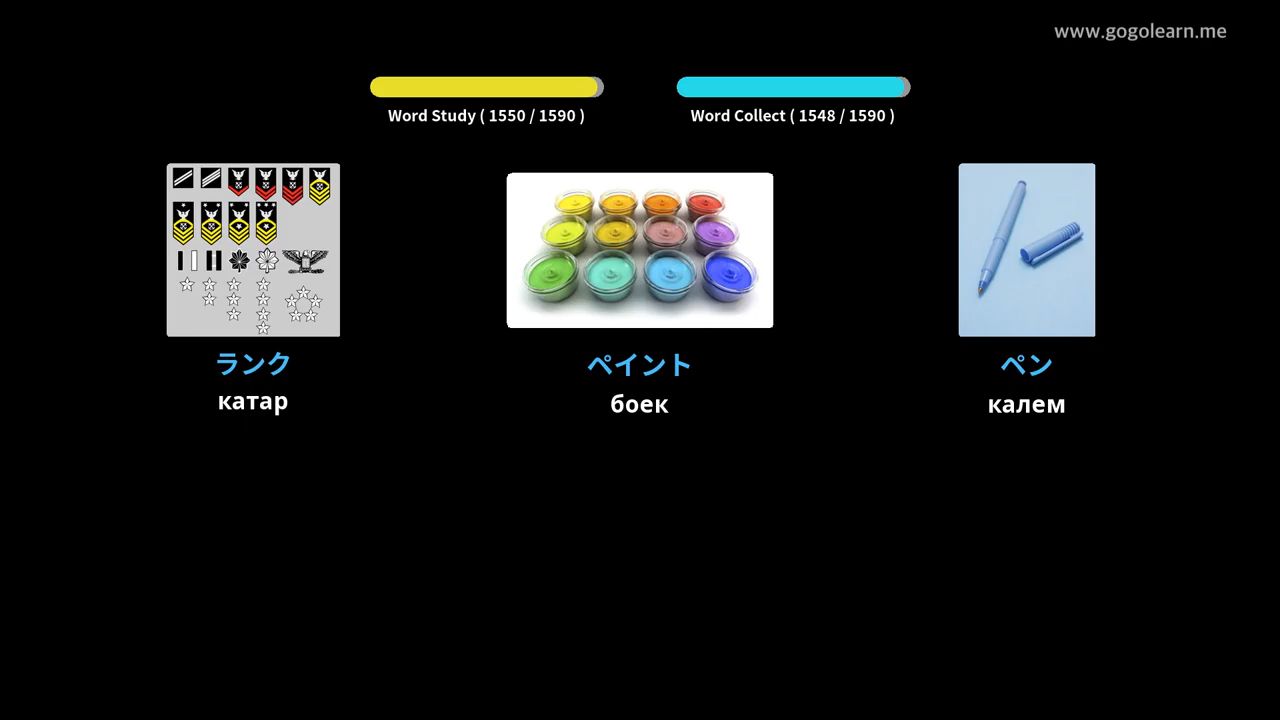 www.gogolearn.me
Word Study ( 1550 / 1590 )
Word Collect ( 1548 / 1590 )
ランク
ペイント
ペン
катар
боек
калем